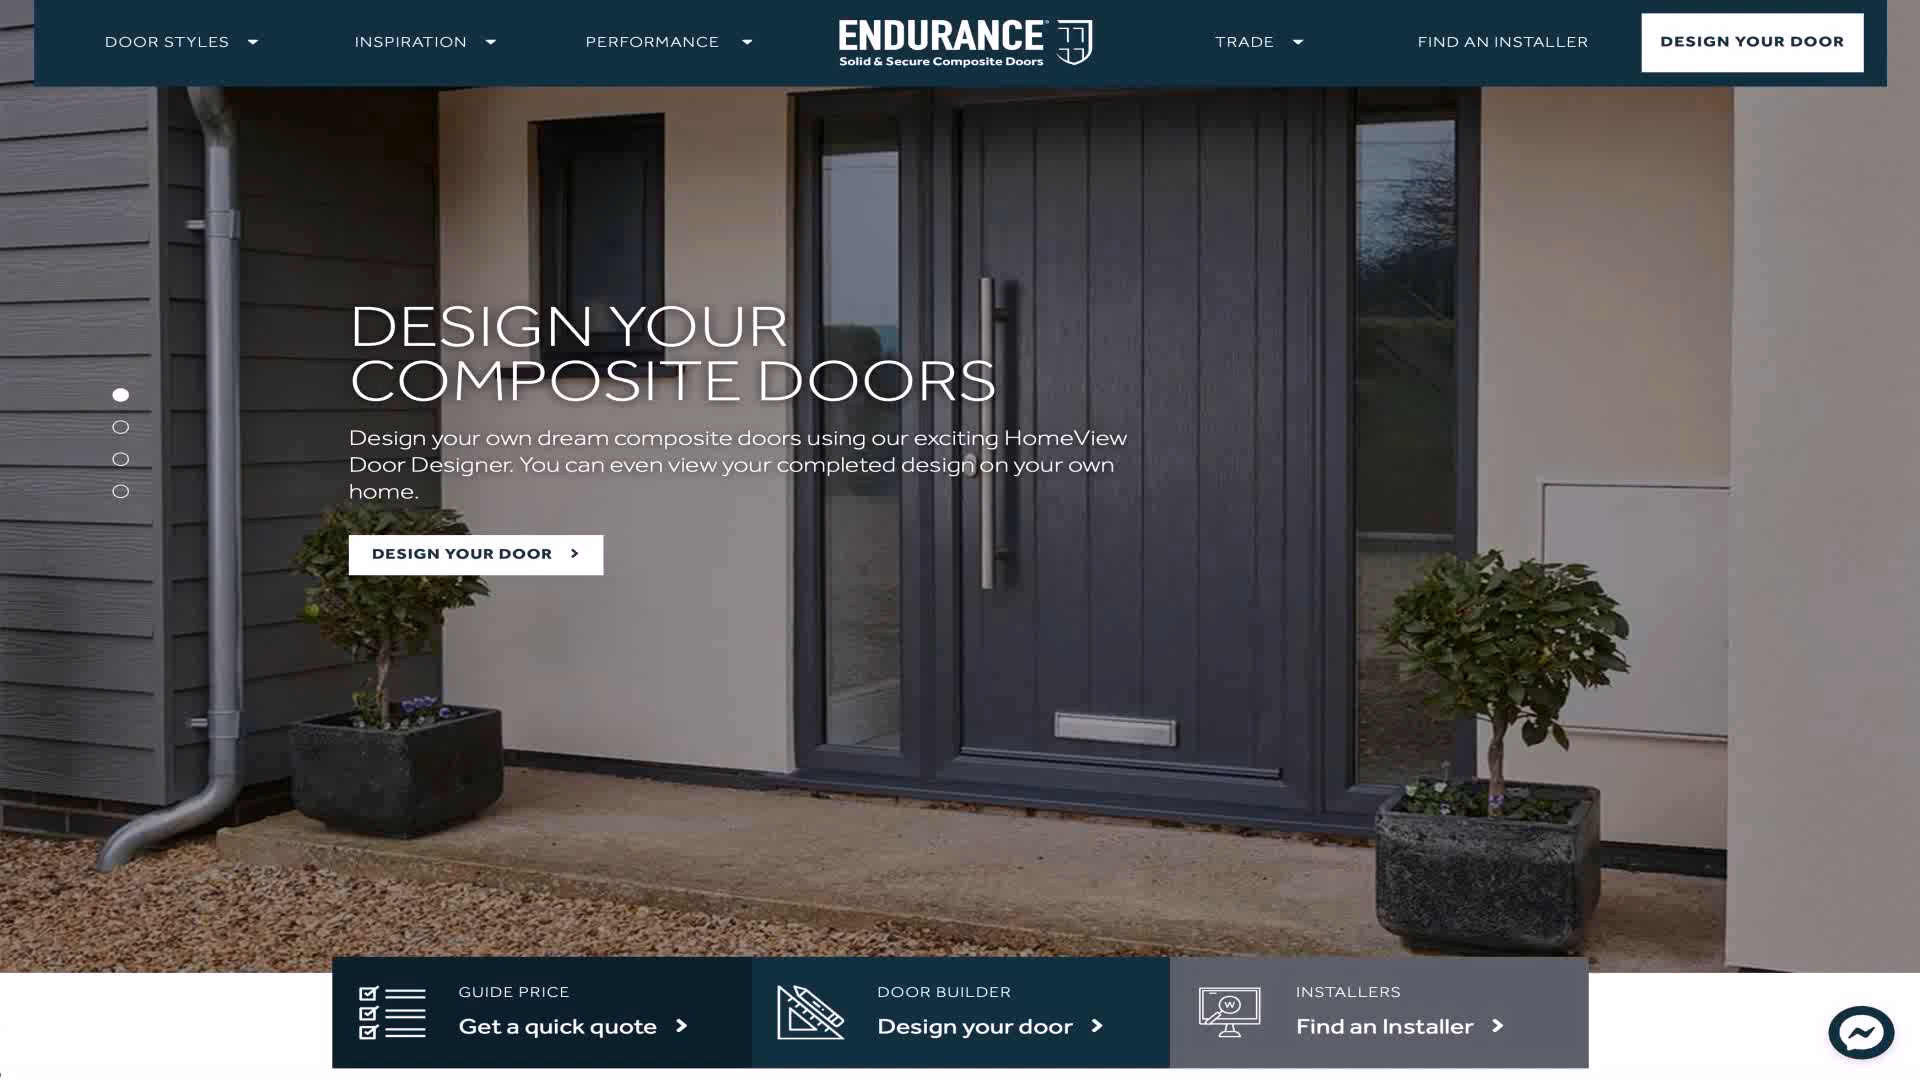 DOOR STYLES
INSPIRATION
PERFORMANCE
ENDURANCE
Solid & Secure Composite Doors
TRADE
FIND AN INSTALLER
DESIGN YOUR DOOR
DESIGN YOUR
COMPOSITE DOORS
Design your own dream composite doors using our exciting HomeView
Door Designer. You can even view your completed design on your own
home.
DESIGN YOUR DOOR
GUIDE PRICE
Get a quick quote
DOOR BUILDER
Design your door
W
INSTALLERS
Find an Installer